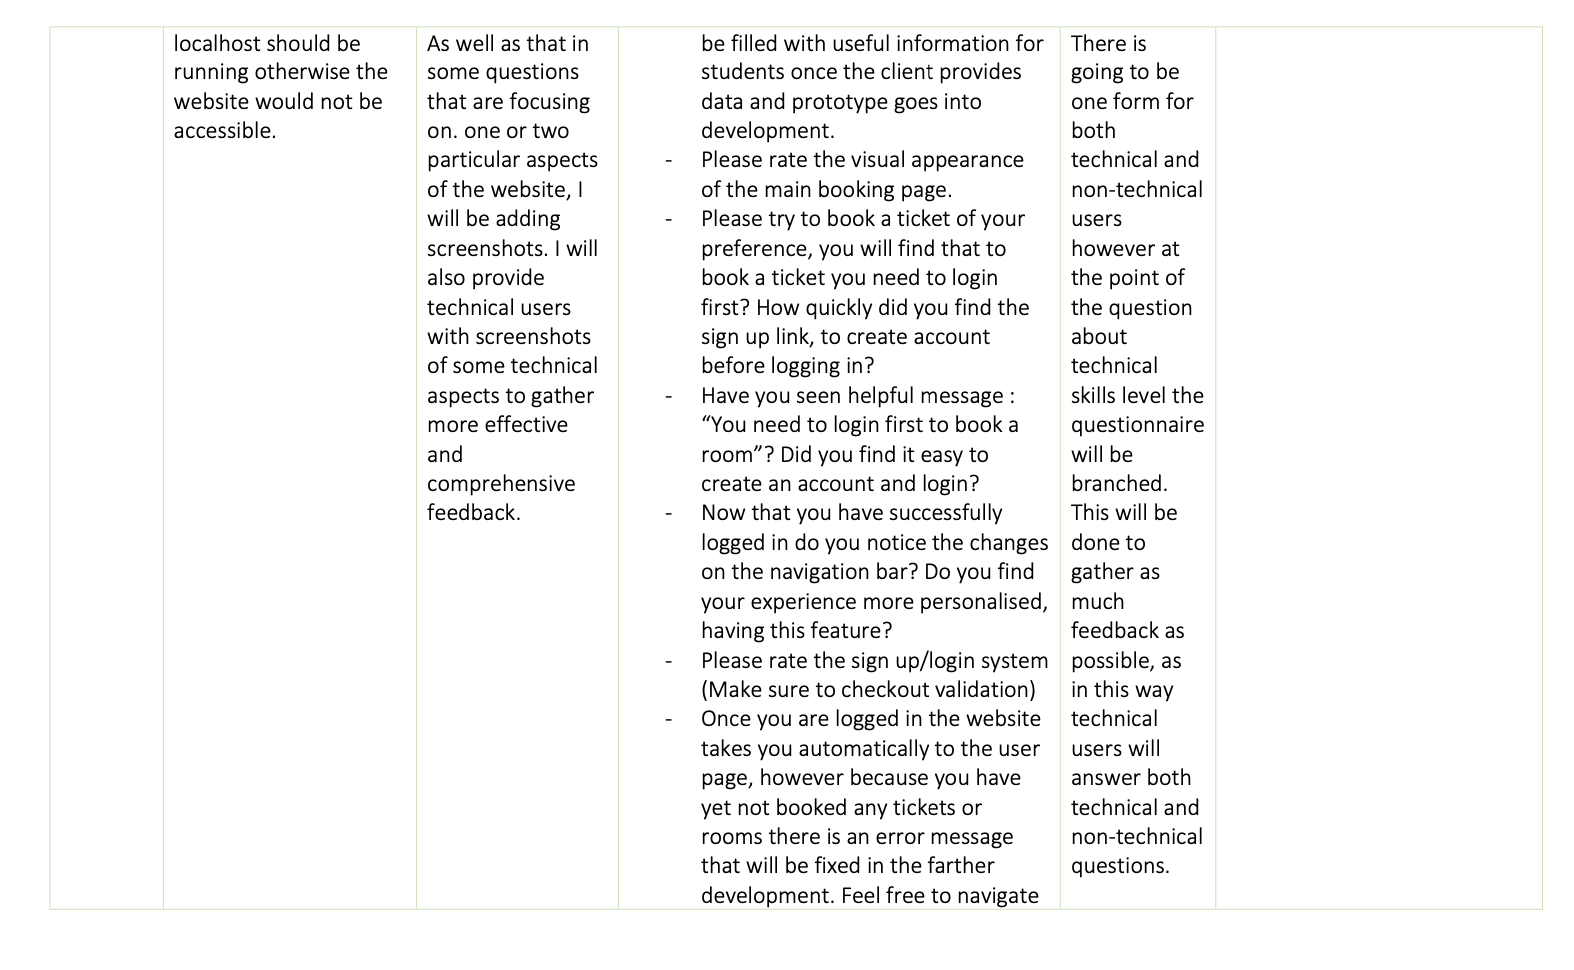 localhost should be
running otherwise the
website would not be
accessible.
As well as that in
some questions
that are focusing
on. one or two
particular aspects
of the website, I
will be adding
screenshots. I will
also provide
technical users
with screenshots
of some technical
aspects to gather
more effective
and
comprehensive
feedback.
be filled with useful information for
students once the client provides
data and prototype goes into
development.
- Please rate the visual appearance
of the main booking page.
- Please try to book a ticket of your
preference, you will find that to
book a ticket you need to login
first? How quickly did you find the
sign up link, to create account
before logging in?
- Have you seen helpful message :
“You need to login first to book a
room”? Did you find it easy to
create an account and login?
- Now that you have successfully
logged in do you notice the changes
on the navigation bar? Do you find
your experience more personalised,
having this feature?
- Please rate the sign up/login system
(Make sure to checkout validation)
- Once you are logged in the website
takes you automatically to the user
page, however because you have
yet not booked any tickets or
rooms there is an error message
that will be fixed in the farther
development. Feel free to navigate
There is
going to be
one form for
both
technical and
non-technical
users
however at
the point of
the question
about
technical
skills level the
questionnaire
will be
branched.
This will be
done to
gather as
much
feedback as
possible, as
in this way
technical
users will
answer both
technical and
non-technical
questions.